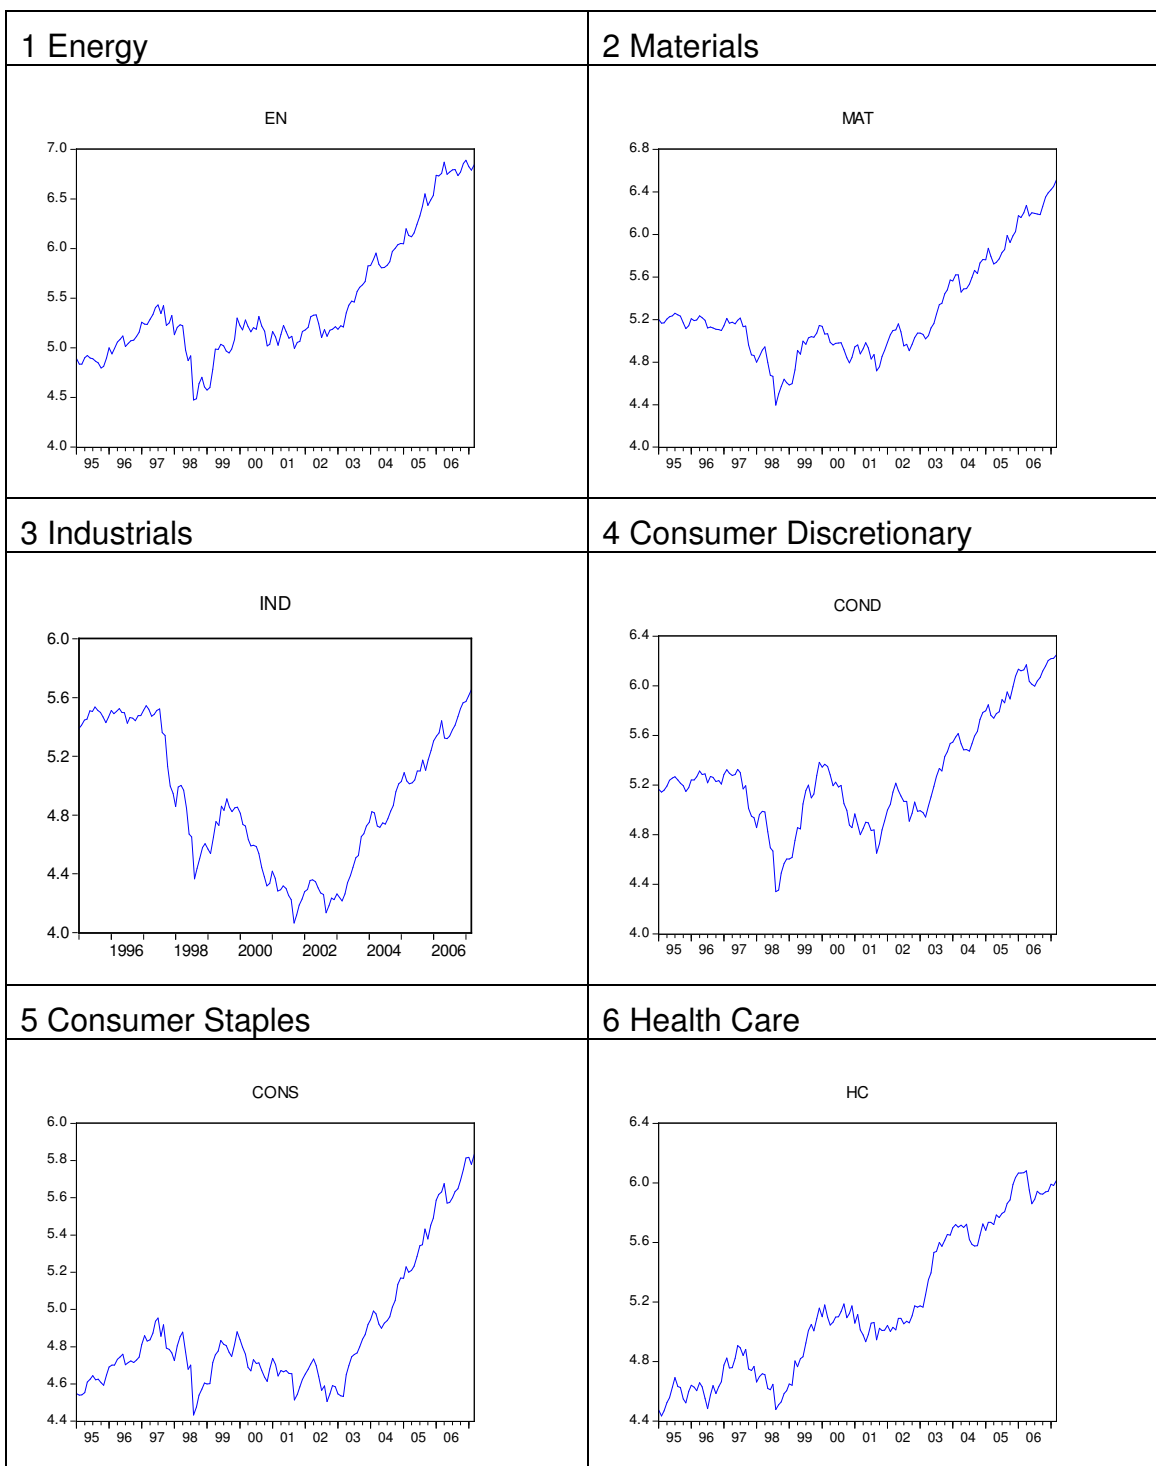 1 Energy
2 Materials
EN
7.0
6.5
6.0
5.5
5.0
4.5
4.0
95 96 97 98 99 00 01 02 03 04 05 06
MAT
6.8
6.4
6.0
5.6
5.2
4.8
4.4
4.0
95 96 97 98 99 00 01 02 03 04 05 06
3 Industrials
4 Consumer Discretionary
IND
6.0
5.6
5.2
4.8
4.4
4.0
1996 1998 2000 2002 2004 2006
COND
6.4
6.0
5.6
5.2
4.8
4.4
4.0
95 96 97 98 99 00 01 02 03 04 05 06
5 Consumer Staples
6 Health Care
CONS
6.0
5.8
5.6
5.4
5.2
5.0
4.8
4.6
4.4
95 96 97 98 99 00 01 02 03 04 05 06
HC
6.4
6.0
5.6
5.2
4.8
4.4
95 96 97 98 99 00 01 02 03 04 05 06